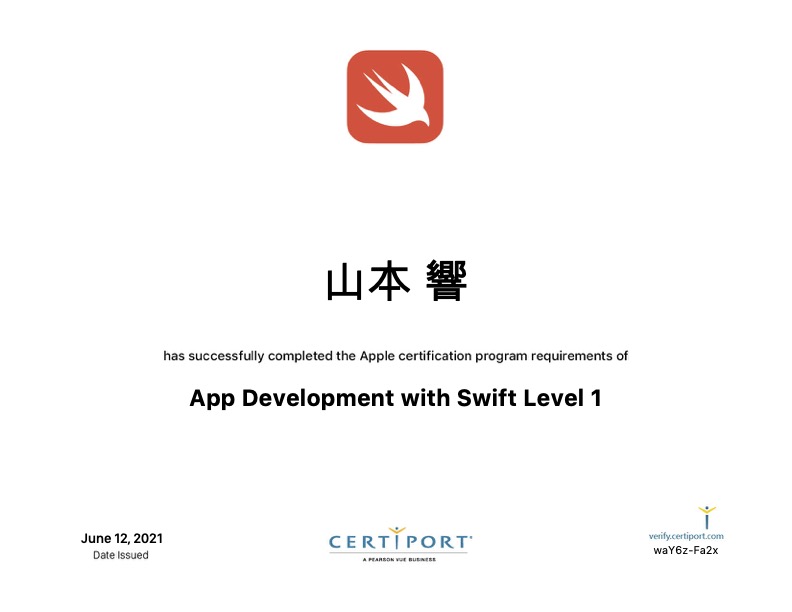 山本 響
has successfully completed the Apple certification program requirements of
App Development with Swift Level 1
June 12, 2021
Date Issued
CERTIPORT
A PEARSON VUE BUSINESS
verify.certiport.com
waY6z-Fa2x